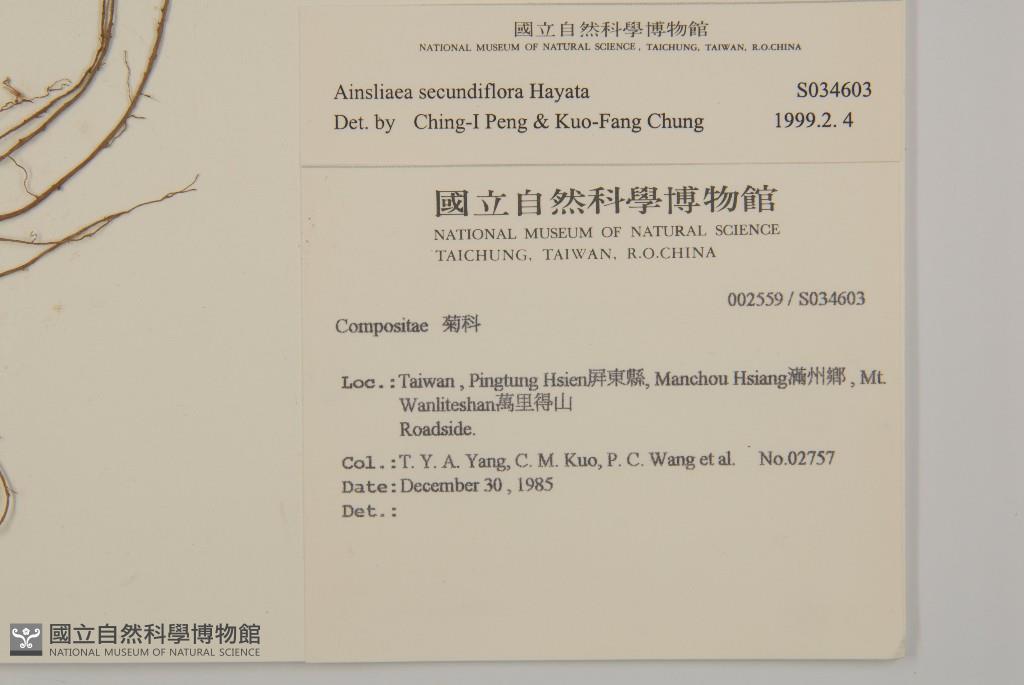 國立自然科學博物館
NATIONAL MUSEUM OF NATURAL SCIENCE, TAICHUNG, TAIWAN, R.O.CHINA
Ainsliaea secundiflora Hayata S034603
Det. by Ching-I Peng & Kuo-Fang Chung 1999.2. 4
國立自然科學博物館
NATIONAL MUSEUM OF NATURAL SCIENCE
TAICHUNG, TAIWAN, R.O.CHINA
002559 / S034603
Compositae 菊科
Loc.: Taiwan , Pingtung Hsien屏東縣, Manchou Hsiang滿州鄉 , Mt.
Wanliteshan萬里得山
Roadside.
Col.: T. Y. A. Yang, C. M. Kuo, P. C. Wang et al. No.02757
Date: December 30 , 1985
Det.:
國立自然科學博物館
NATIONAL MUSEUM OF NATURAL SCIENCE